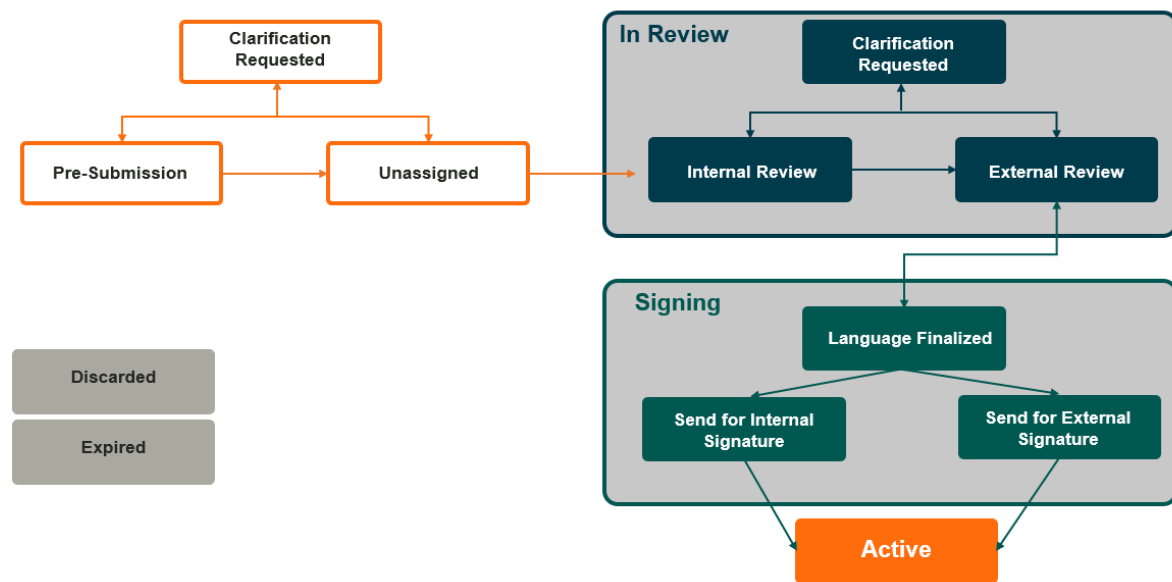 Clarification
Requested
Pre-Submission
Unassigned
In Review
Clarification
Requested
Internal Review
External Review
Signing
Language Finalized
Send for Internal
Signature
Send for External
Signature
Discarded
Expired
Active